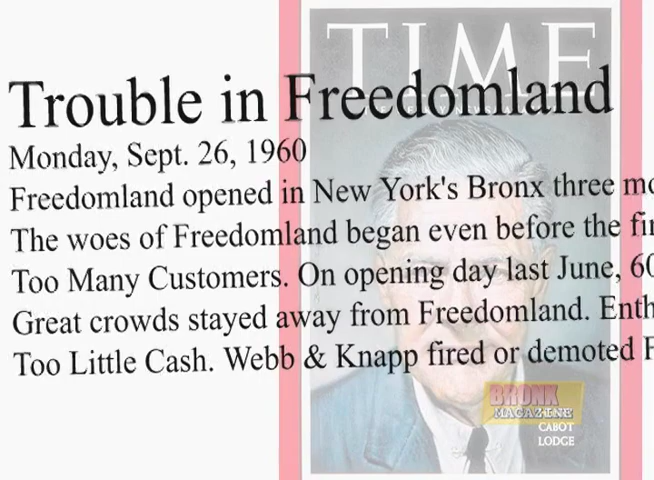 TIME
Trouble in Freedomland
Monday, Sept. 26, 1960
Freedomland opened in New York's Bronx three mo
The woes of Freedomland began even before the fir
Too Many Customers. On opening day last June, 60
Great crowds stayed away from Freedomland. Enth
Too Little Cash. Webb & Knapp fired or demoted F
BRONX
MAGAZINE
CABOT
LODGE